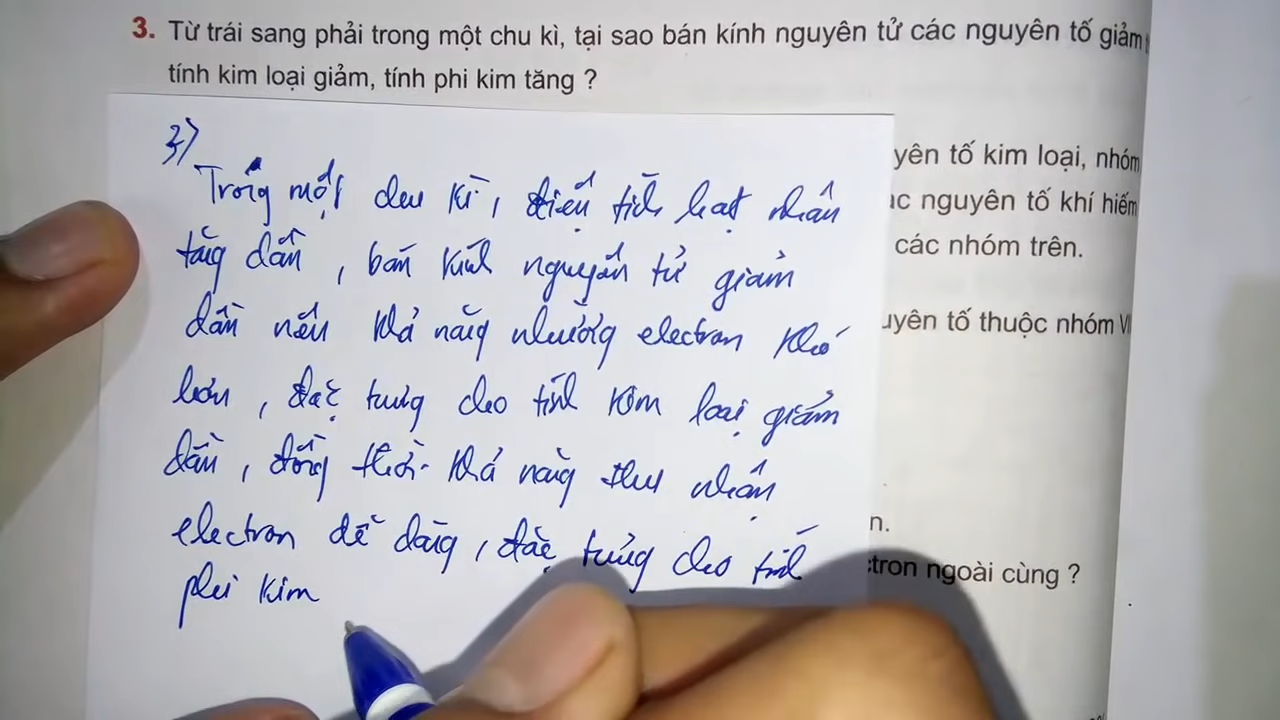 3. Từ trái sang phải trong một chu kì, tại sao bán kính nguyên tử các nguyên tố giảm
tính kim loại giảm, tính phi kim tăng ?
3)
Trong một chu kì, điện tích hạt nhân
tăng dần, bán kính nguyên tử giảm
dần nên khả năng nhường electron khó
hơn, đặc trưng cho tính kim loại giảm
dần, đồng thời khả năng thu nhận
electron dễ dàng, đặc trưng cho tính
phi kim
yên tố kim loại, nhóm
ác nguyên tố khí hiếm
các nhóm trên.
uyên tố thuộc nhóm VI
n.
ctron ngoài cùng ?